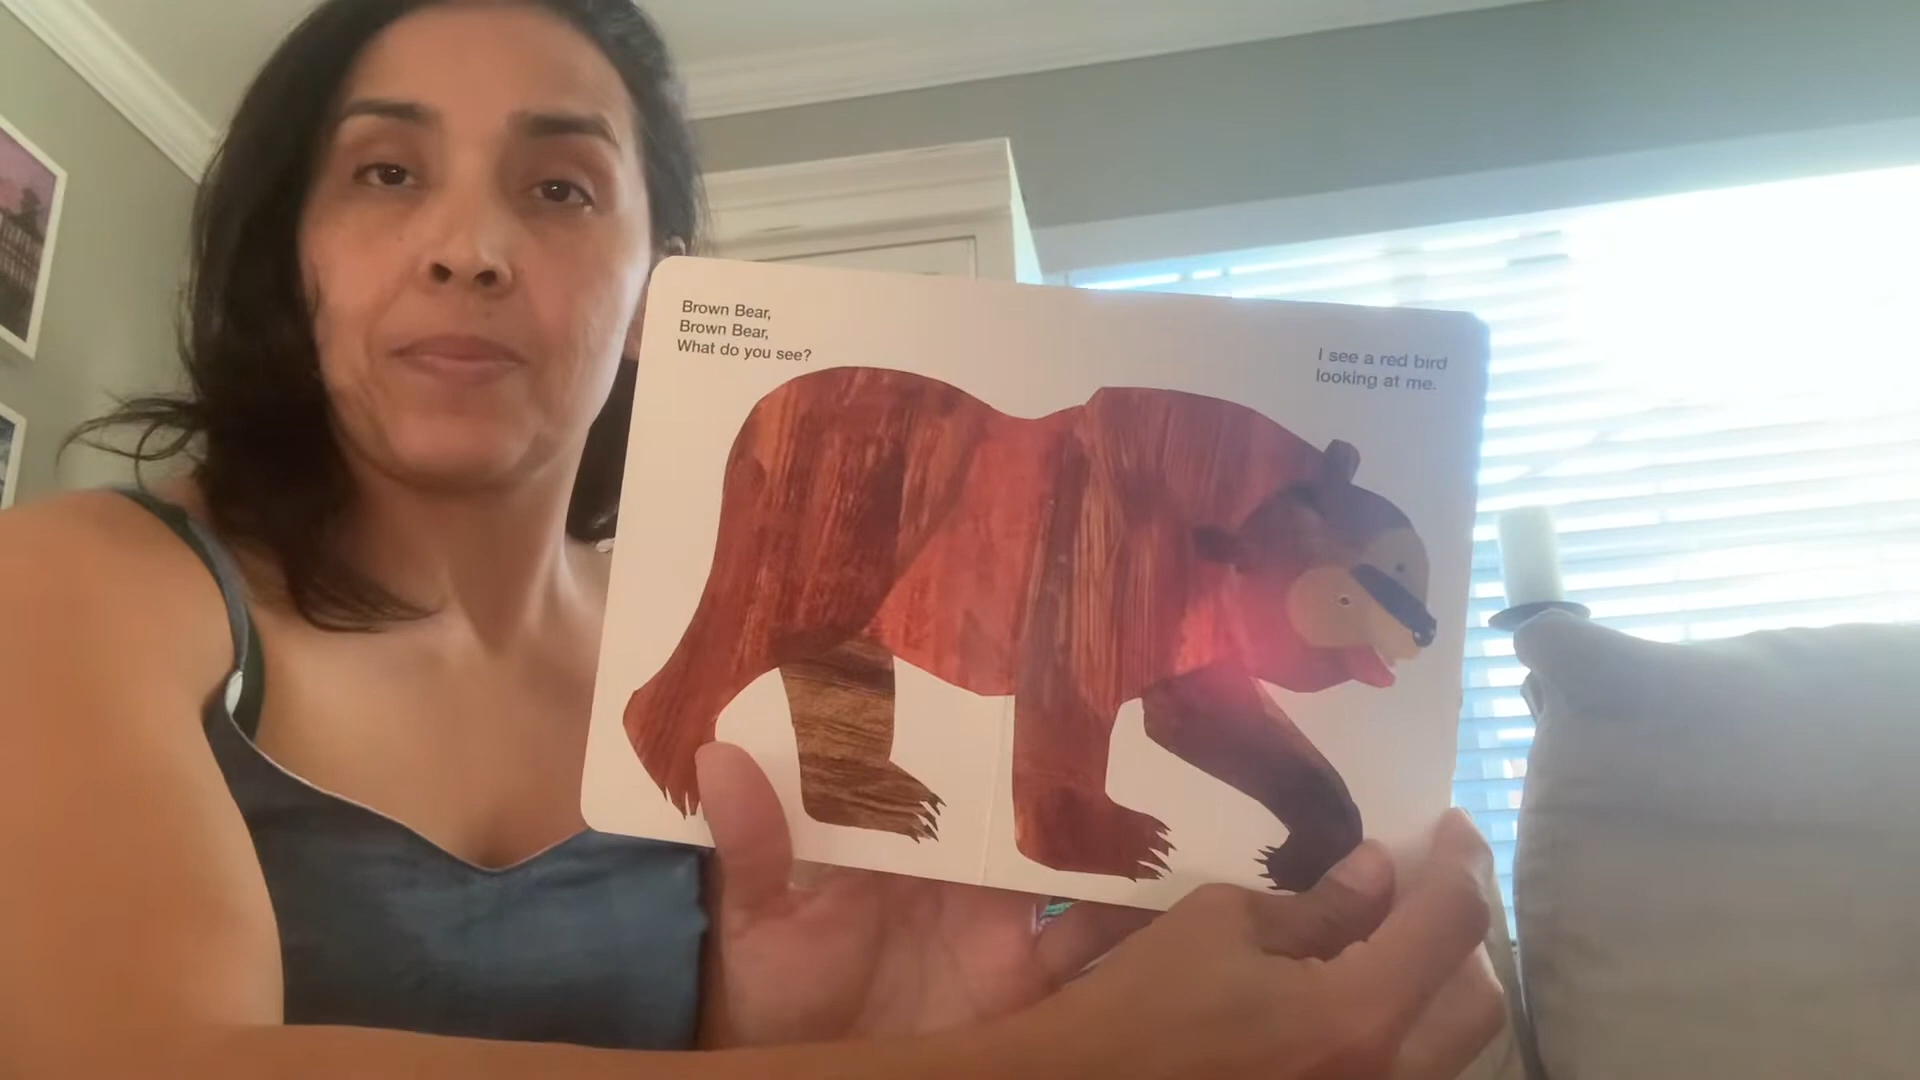 Brown Bear,
Brown Bear,
What do you see?
I see a red bird
looking at me.